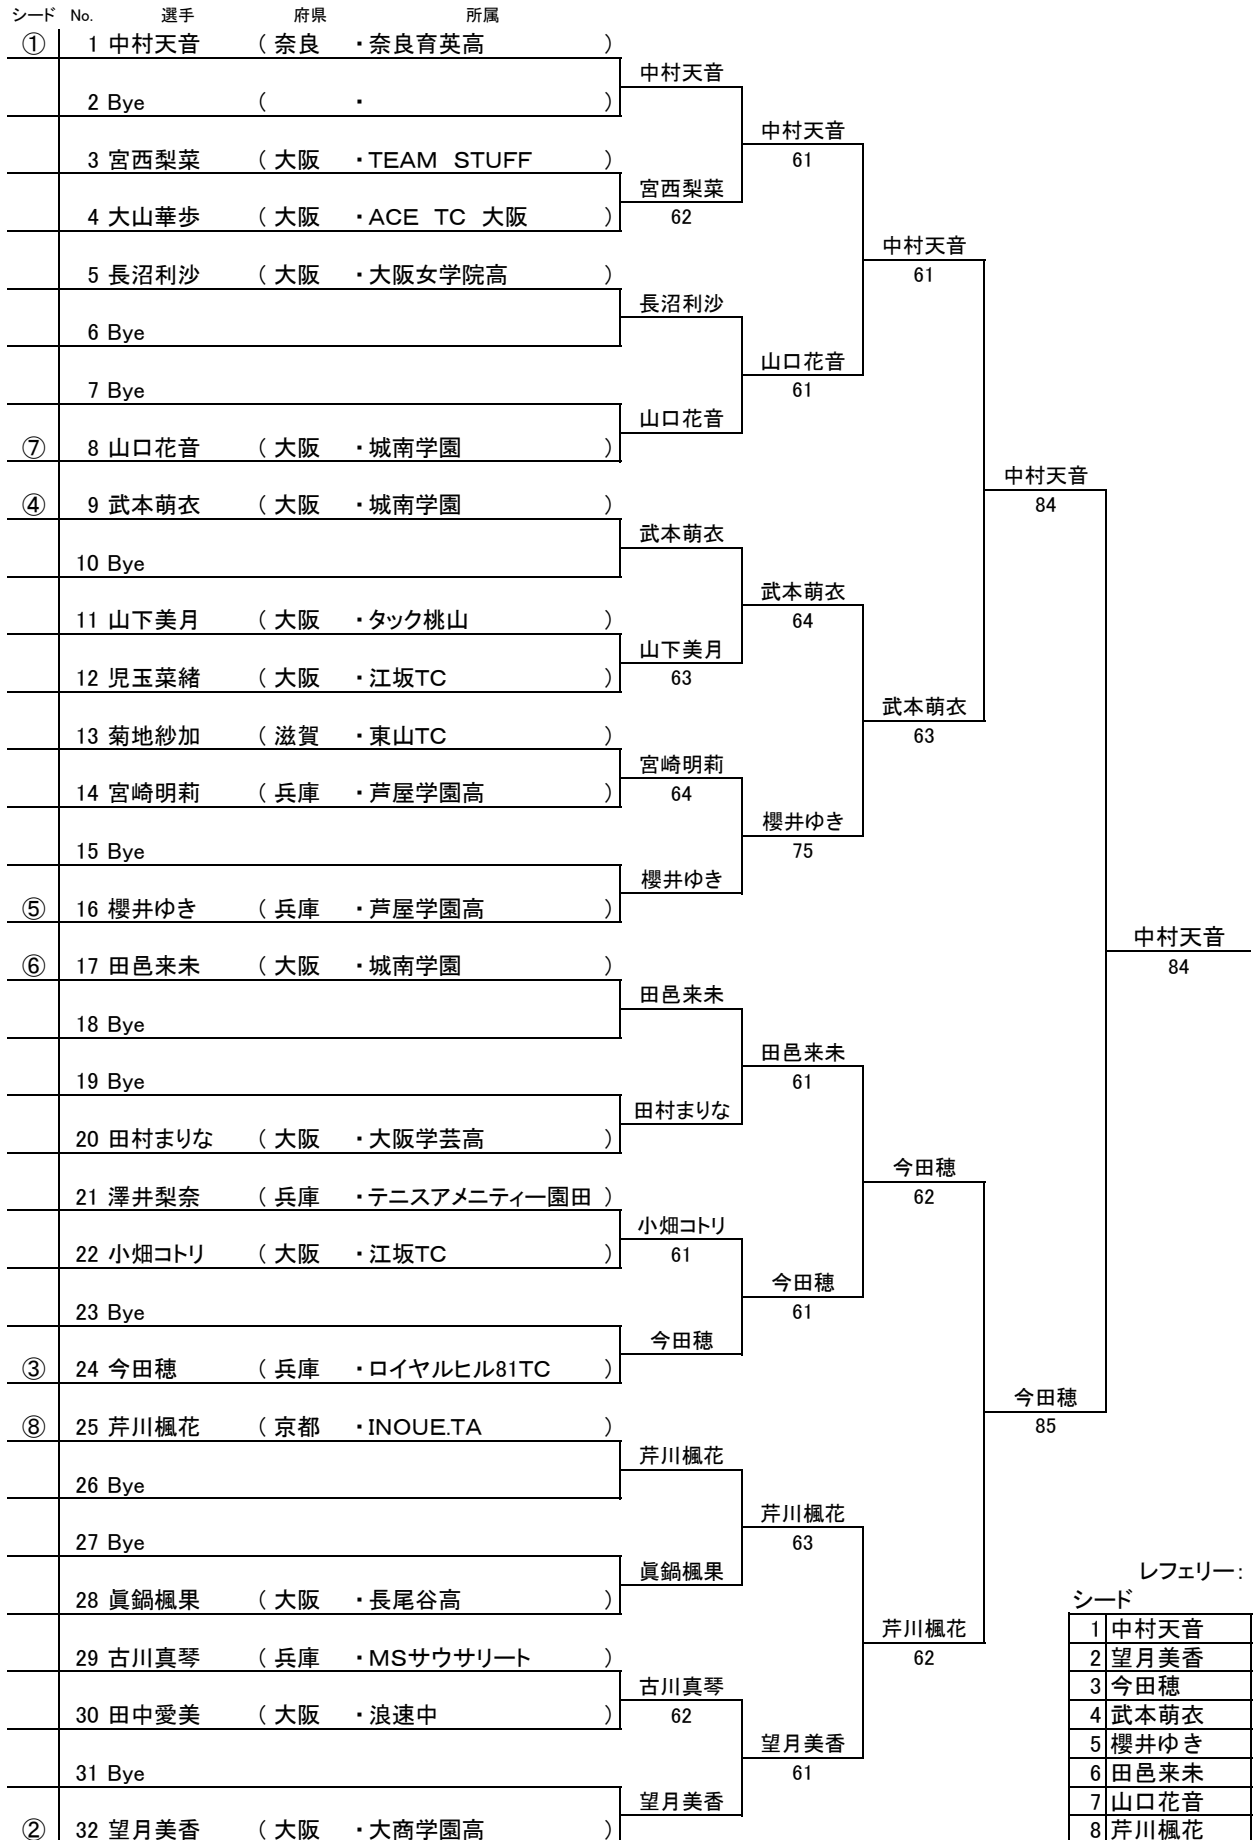 シード No. 選手 府県 所属
① 1 中村天音 ( 奈良 ・奈良育英高 )
中村天音
2 Bye ( ・ )
中村天音
3 宮西梨菜 ( 大阪 ・TEAM STUFF ) 61
宮西梨菜
4 大山華歩 ( 大阪 ・ACE TC 大阪 ) 62
中村天音
5 長沼利沙 ( 大阪 ・大阪女学院高 ) 61
長沼利沙
6 Bye
山口花音
7 Bye 61
山口花音
⑦ 8 山口花音 ( 大阪 ・城南学園 )
中村天音
④ 9 武本萌衣 ( 大阪 ・城南学園 ) 84
武本萌衣
10 Bye
武本萌衣
11 山下美月 ( 大阪 ・タック桃山 ) 64
山下美月
12 児玉菜緒 ( 大阪 ・江坂TC ) 63
武本萌衣
13 菊地紗加 ( 滋賀 ・東山TC ) 63
宮崎明莉
14 宮崎明莉 ( 兵庫 ・芦屋学園高 ) 64
櫻井ゆき
15 Bye 75
櫻井ゆき
⑤ 16 櫻井ゆき ( 兵庫 ・芦屋学園高 )
中村天音
⑥ 17 田邑来未 ( 大阪 ・城南学園 ) 84
田邑来未
18 Bye
田邑来未
19 Bye 61
田村まりな
20 田村まりな ( 大阪 ・大阪学芸高 )
今田穂
21 澤井梨奈 ( 兵庫 ・テニスアメニティー園田 ) 62
小畑コトリ
22 小畑コトリ ( 大阪 ・江坂TC ) 61
今田穂
23 Bye 61
今田穂
③ 24 今田穂 ( 兵庫 ・ロイヤルヒル81TC )
今田穂
⑧ 25 芹川楓花 ( 京都 ・INOUE.TA ) 85
芹川楓花
26 Bye
芹川楓花
27 Bye 63
眞鍋楓果 レフェリー:
28 眞鍋楓果 ( 大阪 ・長尾谷高 ) シード
芹川楓花 1 中村天音
29 古川真琴 ( 兵庫 ・MSサウサリート ) 62 2 望月美香
古川真琴 3 今田穂
30 田中愛美 ( 大阪 ・浪速中 ) 62 4 武本萌衣
望月美香 5 櫻井ゆき
31 Bye 61 6 田邑来未
望月美香 7 山口花音
② 32 望月美香 ( 大阪 ・大商学園高 ) 8 芹川楓花